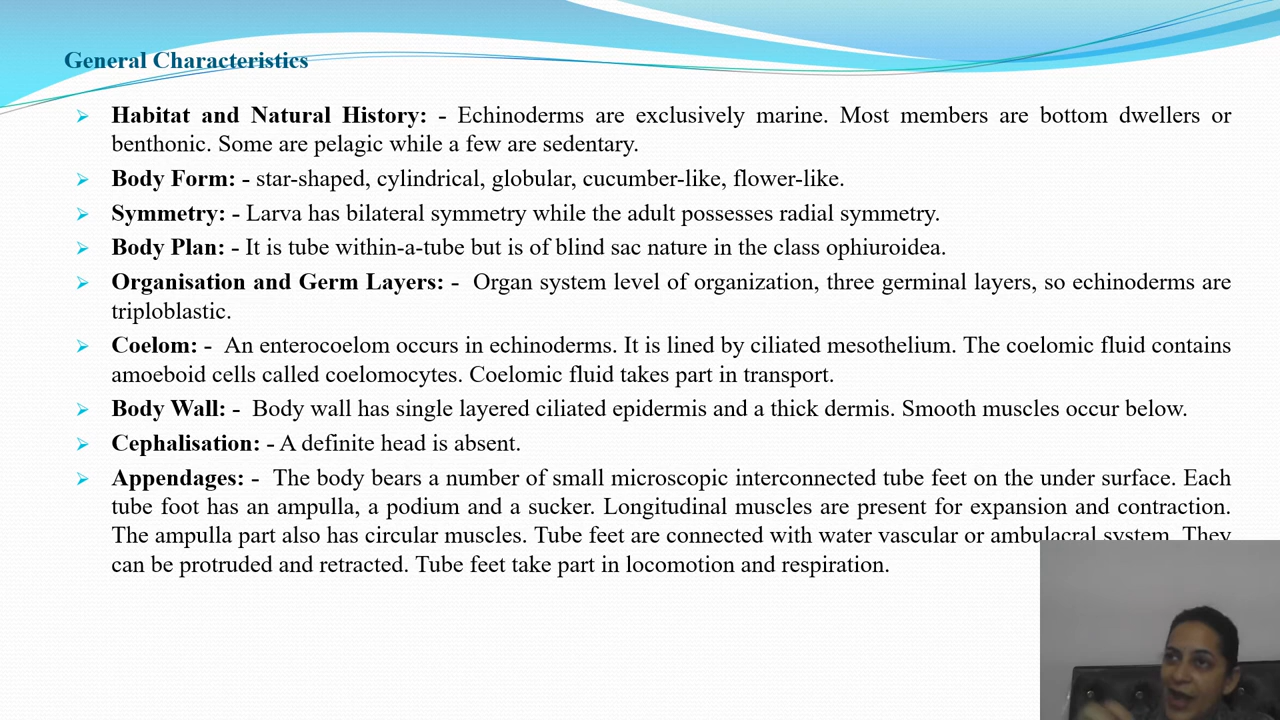 General Characteristics
Habitat and Natural History: - Echinoderms are exclusively marine. Most members are bottom dwellers or
benthonic. Some are pelagic while a few are sedentary.
Body Form: - star-shaped, cylindrical, globular, cucumber-like, flower-like.
Symmetry: - Larva has bilateral symmetry while the adult possesses radial symmetry.
Body Plan: - It is tube within-a-tube but is of blind sac nature in the class ophiuroidea.
Organisation and Germ Layers: - Organ system level of organization, three germinal layers, so echinoderms are
triploblastic.
Coelom: - An enterocoelom occurs in echinoderms. It is lined by ciliated mesothelium. The coelomic fluid contains
amoeboid cells called coelomocytes. Coelomic fluid takes part in transport.
Body Wall: - Body wall has single layered ciliated epidermis and a thick dermis. Smooth muscles occur below.
Cephalisation: - A definite head is absent.
Appendages: - The body bears a number of small microscopic interconnected tube feet on the under surface. Each
tube foot has an ampulla, a podium and a sucker. Longitudinal muscles are present for expansion and contraction.
The ampulla part also has circular muscles. Tube feet are connected with water vascular or ambulacral system. They
can be protruded and retracted. Tube feet take part in locomotion and respiration.